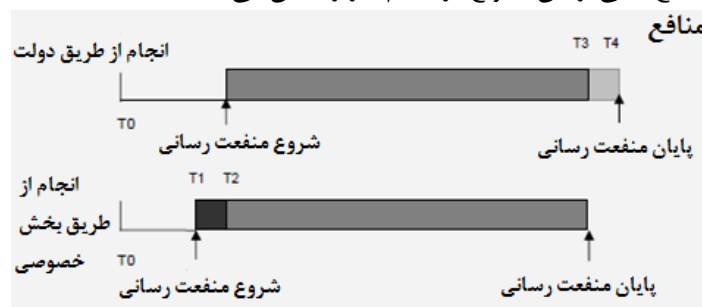 منافع
T3 T4
انجام از طریق دولت
T0
شروع منفعت رسانی
پایان منفعت رسانی
T1 T2
انجام از
طریق بخش
خصوصی
T0
شروع منفعت رسانی
پایان منفعت رسانی